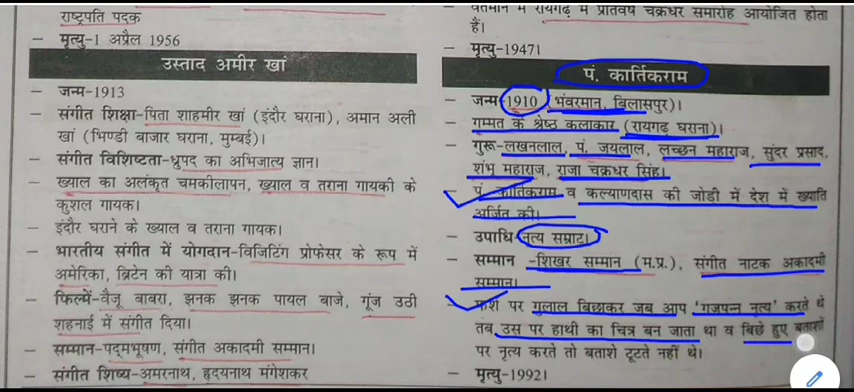 राष्ट्रपति पदक
– मृत्यु-1 अप्रैल 1956
उस्ताद अमीर खां
– जन्म-1913
– संगीत शिक्षा-पिता शाहमीर खां (इंदौर घराना), अमान अली
खां (भिण्डी बाजार घराना, मुम्बई)।
– संगीत विशिष्टता-ध्रुपद का अभिजात्य ज्ञान।
– ख्याल का अलंकृत चमकीलापन, ख्याल व तराना गायकी के
कुशल गायक।
– इंदौर घराने के ख्याल व तराना गायक।
– भारतीय संगीत में योगदान-विजिटिंग प्रोफेसर के रूप में
अमेरिका, ब्रिटेन की यात्रा की।
– फिल्में-वैजू बाबरा, झनक झनक पायल बाजे, गूंज उठी
शहनाई में संगीत दिया।
– सम्मान-पद्मभूषण, संगीत अकादमी सम्मान।
– संगीत शिष्य-अमरनाथ, हृदयनाथ मंगेशकर
वर्तमान में रायगढ़ में प्रतिवर्ष चक्रधर समारोह आयोजित होता
है।
– मृत्यु-1947।
पं. कार्तिकराम
– जन्म-1910 (भंवरमान, बिलासपुर)।
– गम्मत के श्रेष्ठ कलाकार (रायगढ़ घराना)।
– गुरू-लखनलाल, पं. जयलाल, लच्छन महाराज, सुंदर प्रसाद,
शंभू महाराज, राजा चक्रधर सिंह।
– पं. कार्तिकराम व कल्याणदास की जोड़ी में देश में ख्याति
अर्जित की।
– उपाधि-नृत्य सम्राट।
– सम्मान -शिखर सम्मान (म.प्र.), संगीत नाटक अकादमी
सम्मान।
– फर्श पर गुलाल बिछाकर जब आप 'गजपन्न नृत्य' करते थे
तब उस पर हाथी का चित्र बन जाता था व बिछे हुए बताशों
पर नृत्य करते तो बताशे टूटते नहीं थे।
– मृत्यु-1992।